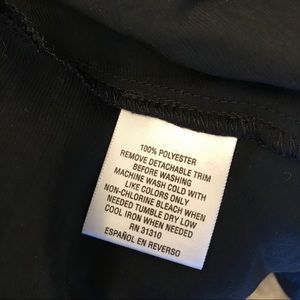 100% POLYESTER
REMOVE DETACHABLE TRIM
BEFORE WASHING
MACHINE WASH COLD WITH
LIKE COLORS ONLY
NON-CHLORINE BLEACH WHEN
NEEDED TUMBLE DRY LOW
COOL IRON WHEN NEEDED
RN 31310
ESPAÑOL EN REVERSO